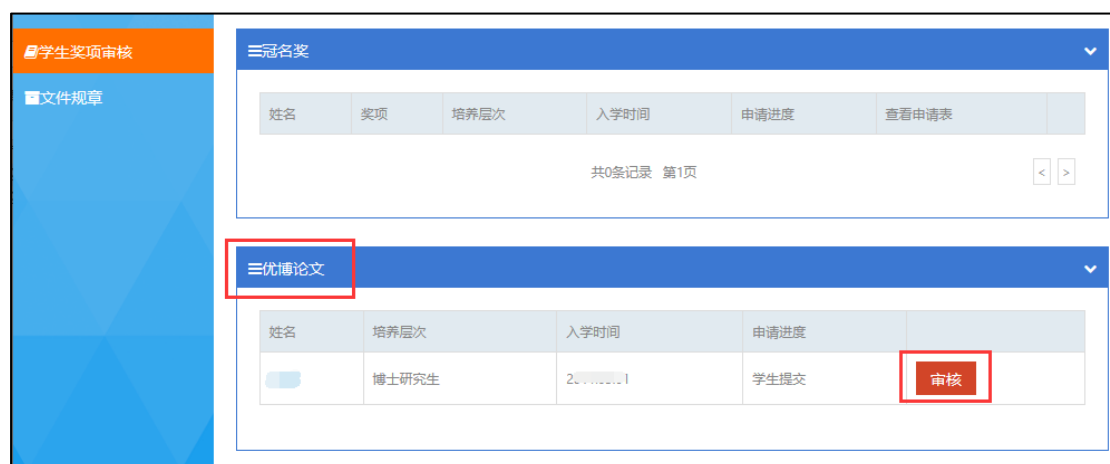 学生奖项审核
文件规章
冠名奖
姓名 奖项 培养层次 入学时间 申请进度 查看申请表
共0条记录 第1页 < >
优博论文
姓名 培养层次 入学时间 申请进度
博士研究生 学生提交 审核